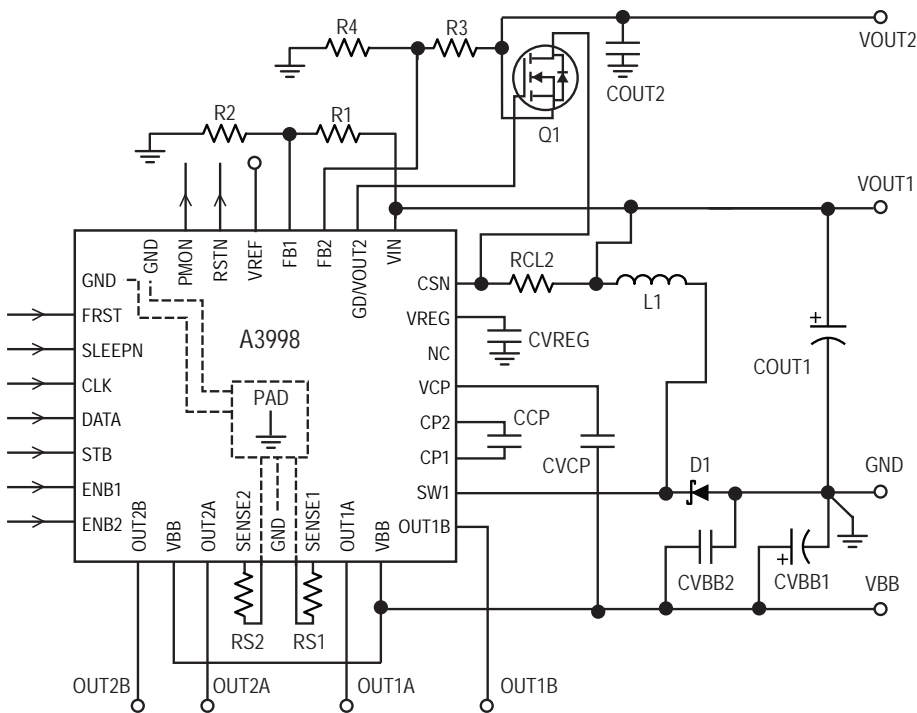 R4
R3
VOUT2
COUT2
Q1
R2
R1
VOUT1
GND
PMON
RSTN
VREF
FB1
FB2
GD/VOUT2
VIN
GND
FRST
SLEEPN
CLK
DATA
STB
ENB1
ENB2
A3998
PAD
CSN
VREG
NC
VCP
CP2
CP1
SW1
OUT1B
RCL2
L1
CVREG
CCP
CVCP
COUT1
+
D1
GND
CVBB2
+
CVBB1
VBB
OUT2B
VBB
OUT2A
SENSE2
GND
SENSE1
OUT1A
VBB
RS2
RS1
OUT2B
OUT2A
OUT1A
OUT1B